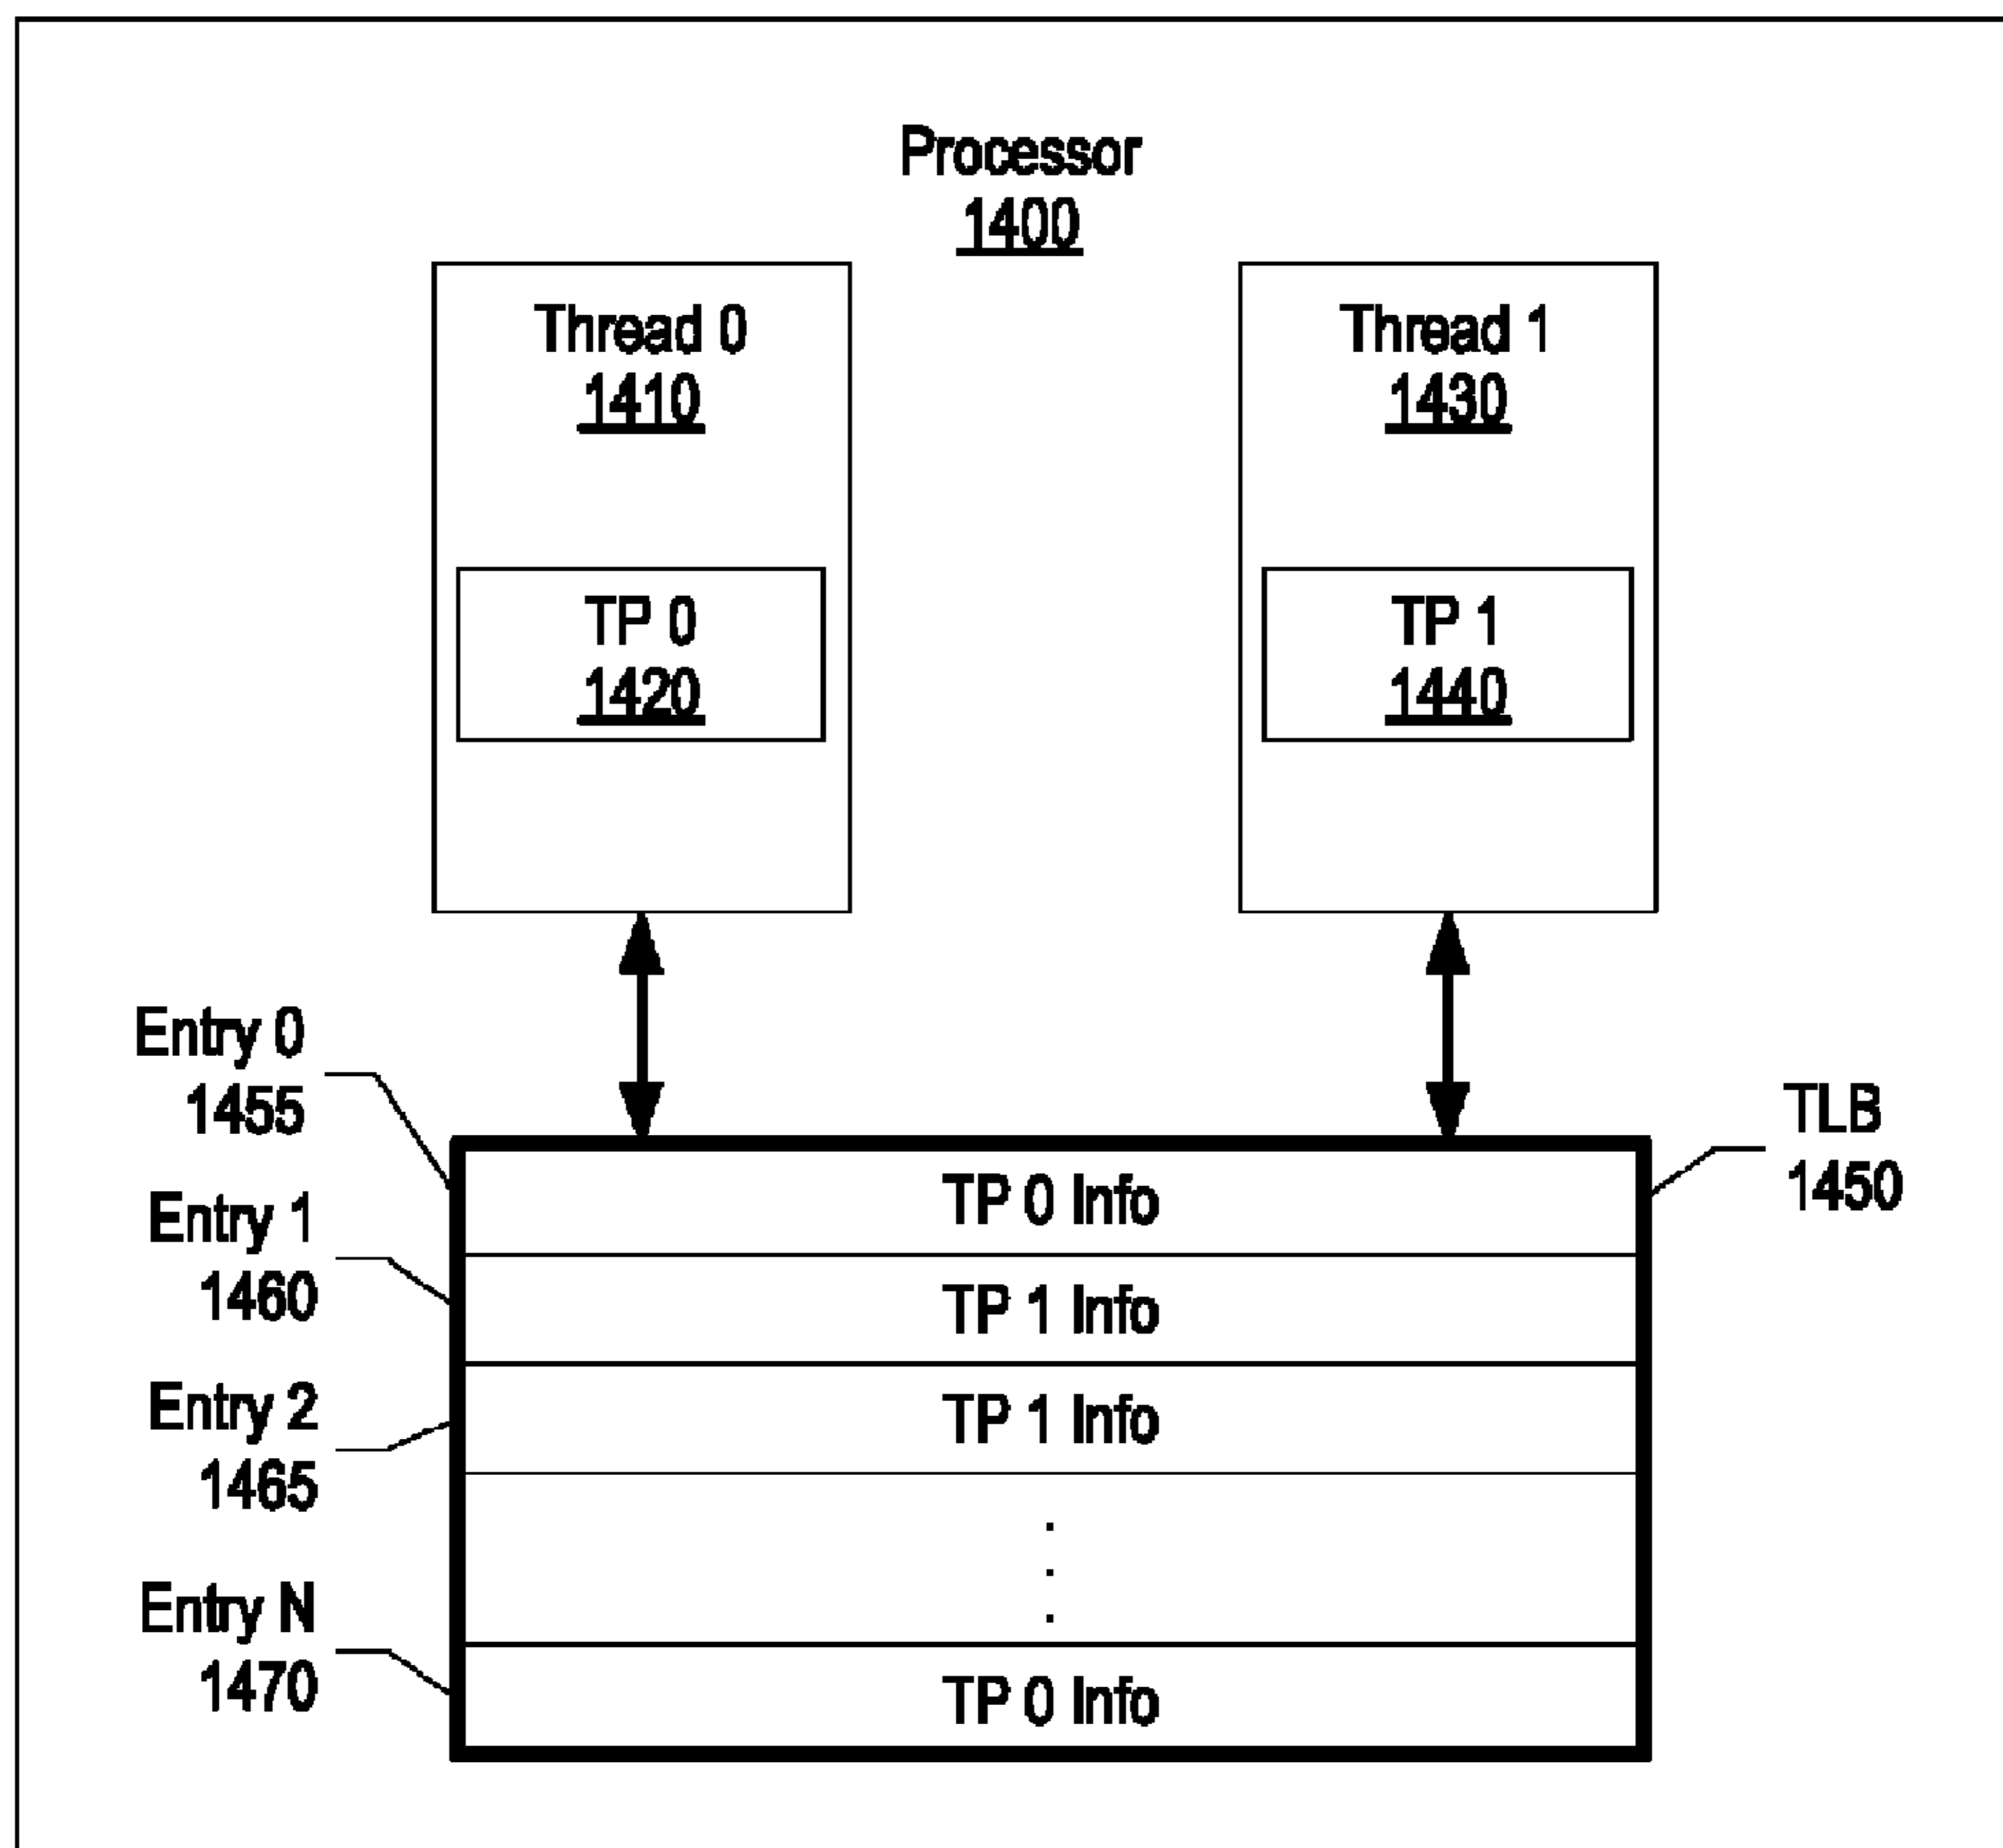 Processor
1400
Thread 0
1410
Thread 1
1430
TP 0
1420
TP 1
1440
Entry 0
1455
TLB
1450
TP 0 Info
Entry 1
1460
TP 1 Info
Entry 2
1465
TP 1 Info
.
.
.
Entry N
1470
TP 0 Info